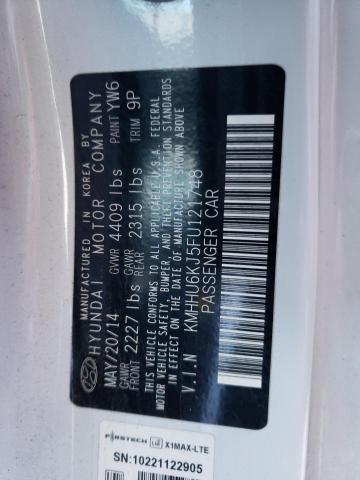 MANUFACTURED IN KOREA BY
HYUNDAI MOTOR COMPANY
MAY/20/14 GVWR 4409 lbs PAINT YW6
GAWR FRONT 2227 lbs GAWR REAR 2315 lbs TRIM 9P
THIS VEHICLE CONFORMS TO ALL APPLICABLE U.S.A. FEDERAL
MOTOR VEHICLE SAFETY, BUMPER, AND THEFT PREVENTION STANDARDS
IN EFFECT ON THE DATE OF MANUFACTURE SHOWN ABOVE
V.I.N KMHHU6KJ5FU121748
PASSENGER CAR
FIRSTECH X1MAX-LTE
SN:10221122905